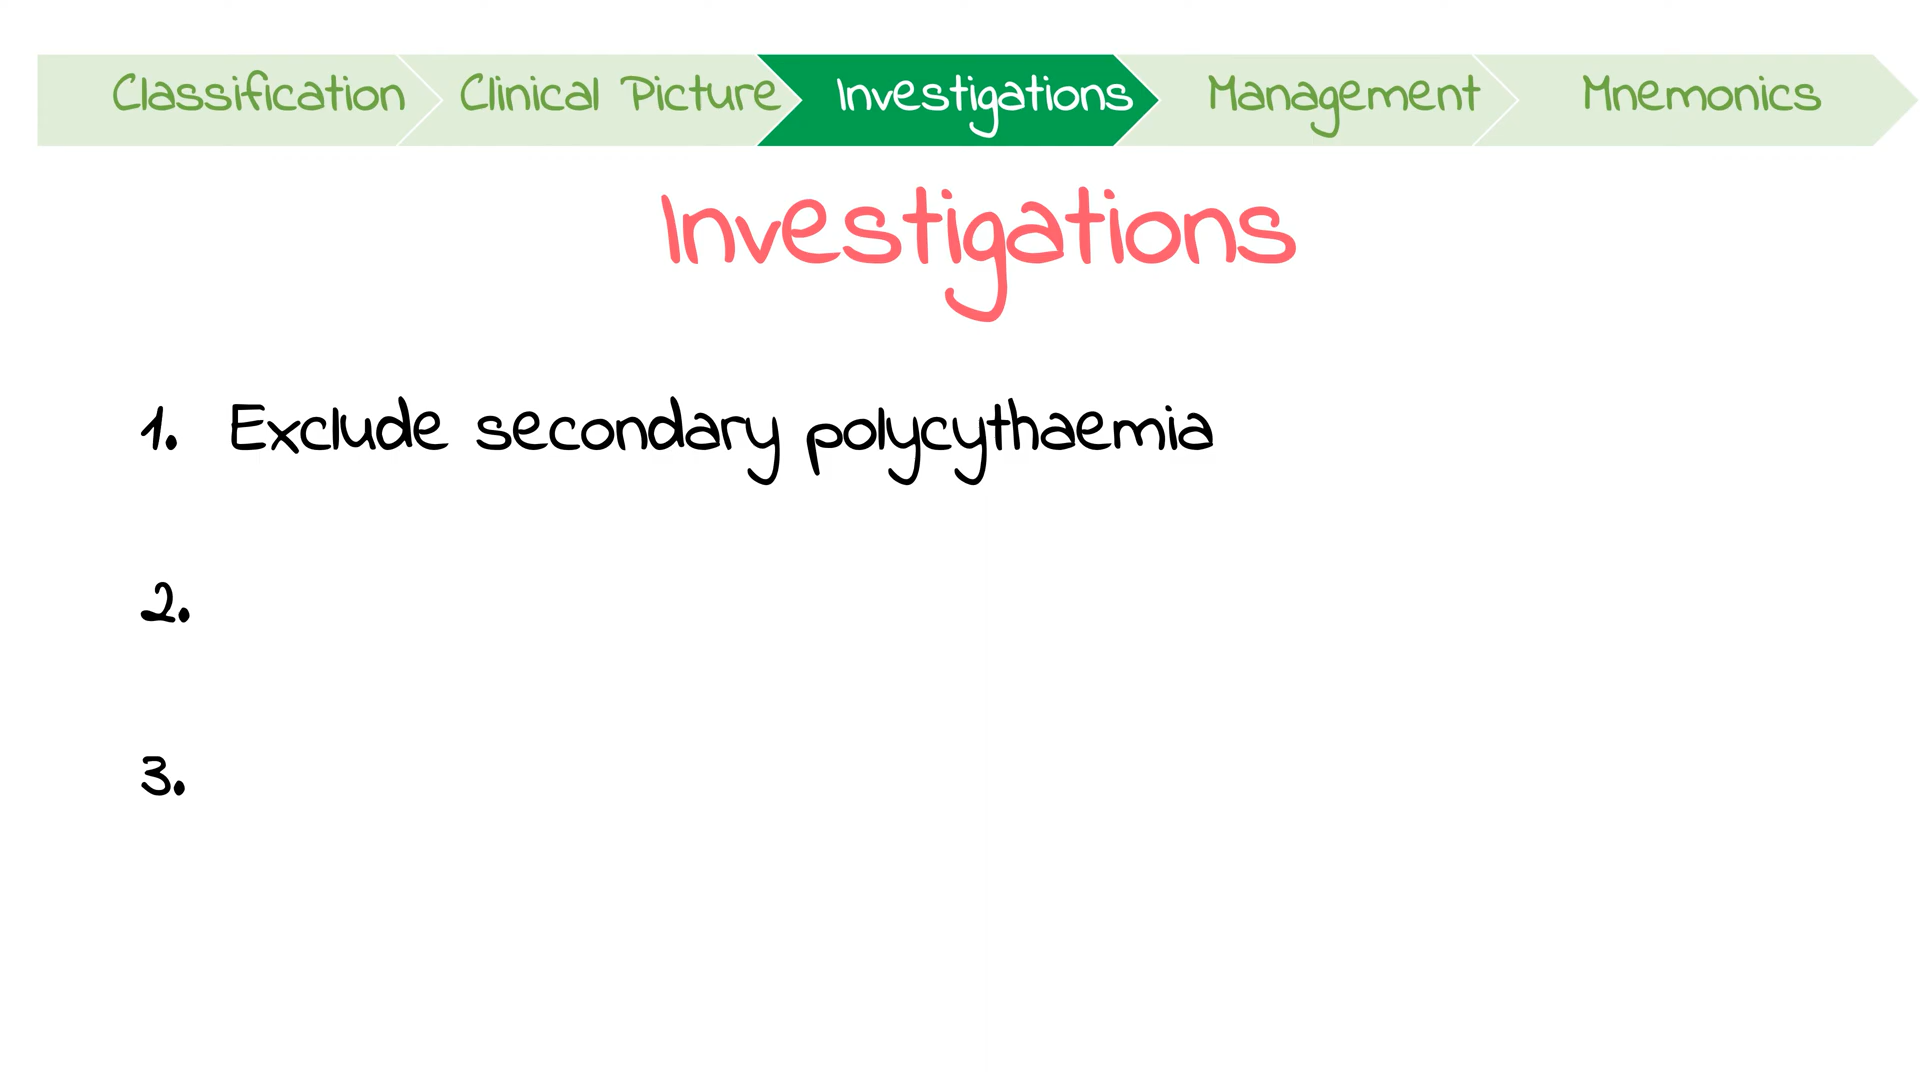 Classification Clinical Picture Investigations Management Mnemonics
Investigations
1. Exclude secondary polycythaemia
2.
3.